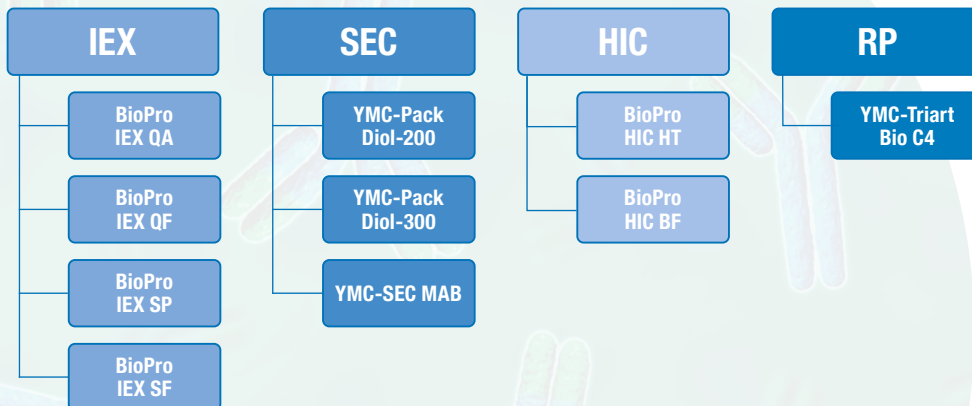 IEX
BioPro
IEX QA
BioPro
IEX QF
BioPro
IEX SP
BioPro
IEX SF
SEC
YMC-Pack
Diol-200
YMC-Pack
Diol-300
YMC-SEC MAB
HIC
BioPro
HIC HT
BioPro
HIC BF
RP
YMC-Triart
Bio C4